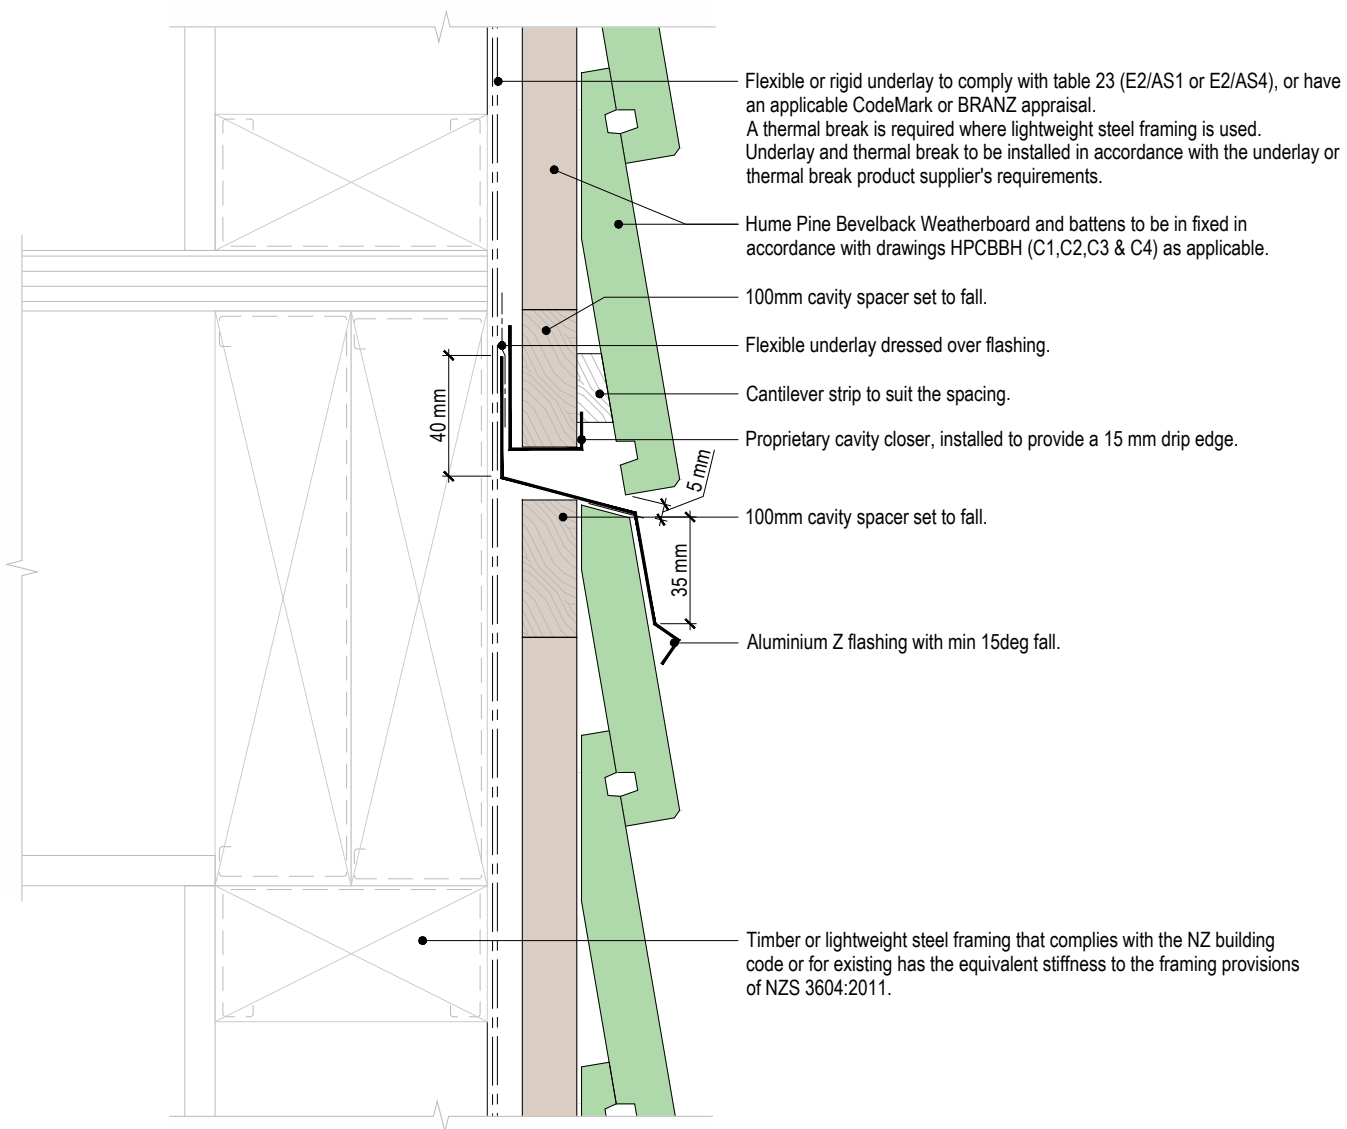 Flexible or rigid underlay to comply with table 23 (E2/AS1 or E2/AS4), or have
an applicable CodeMark or BRANZ appraisal.
A thermal break is required where lightweight steel framing is used.
Underlay and thermal break to be installed in accordance with the underlay or
thermal break product supplier's requirements.
Hume Pine Bevelback Weatherboard and battens to be in fixed in
accordance with drawings HPCBBH (C1,C2,C3 & C4) as applicable.
100mm cavity spacer set to fall.
Flexible underlay dressed over flashing.
Cantilever strip to suit the spacing.
40 mm
Proprietary cavity closer, installed to provide a 15 mm drip edge.
5 mm
100mm cavity spacer set to fall.
35 mm
Aluminium Z flashing with min 15deg fall.
Timber or lightweight steel framing that complies with the NZ building
code or for existing has the equivalent stiffness to the framing provisions
of NZS 3604:2011.